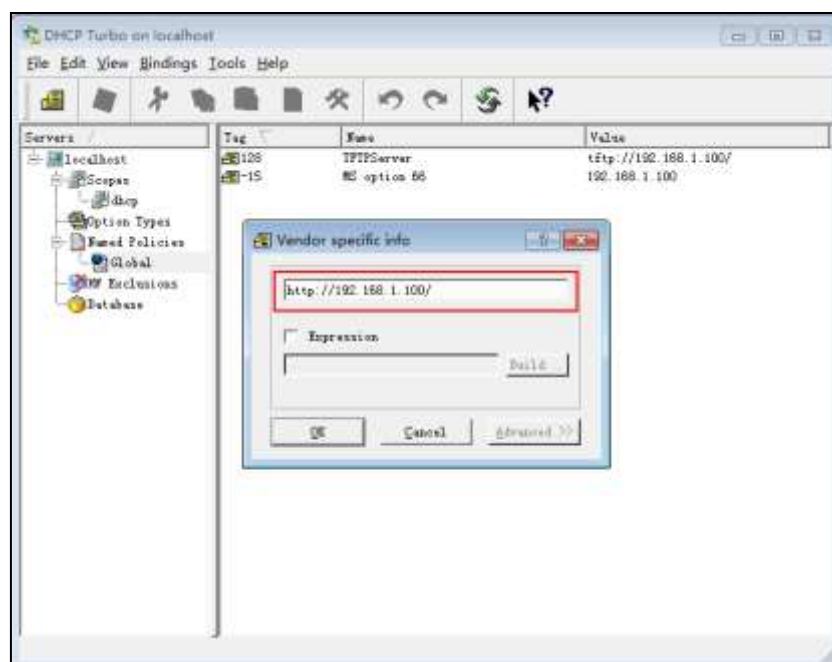 DHCP Turbo on localhost
File Edit View Bindings Tools Help
Servers Tag Name Value
localhost
Scopes
dhcp
Option Types
Named Policies
Global
HW Exclusions
Database
128 TFTPServer tftp://192.168.1.100/
-15 MS option 66 192.168.1.100
Vendor specific info
http://192.168.1.100/
Expression
Build
OK Cancel Advanced >>